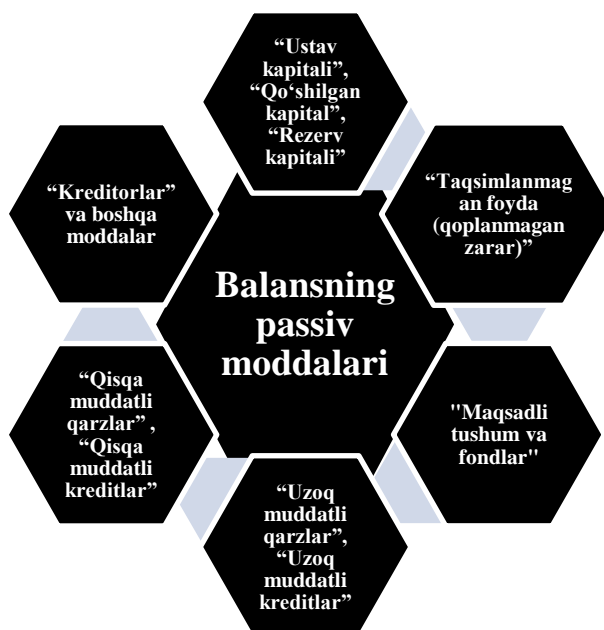 “Ustav
kapitali”,
“Qo‘shilgan
kapital”,
“Rezerv
kapitali”
“Taqsimlanmag
an foyda
(qoplanmagan
zarar)”
"Maqsadli
tushum va
fondlar"
“Uzoq
muddatli
qarzlar”,
“Uzoq
muddatli
kreditlar”
“Qisqa
muddatli
qarzlar” ,
“Qisqa
muddatli
kreditlar”
“Kreditorlar”
va boshqa
moddalar
Balansning
passiv
moddalari